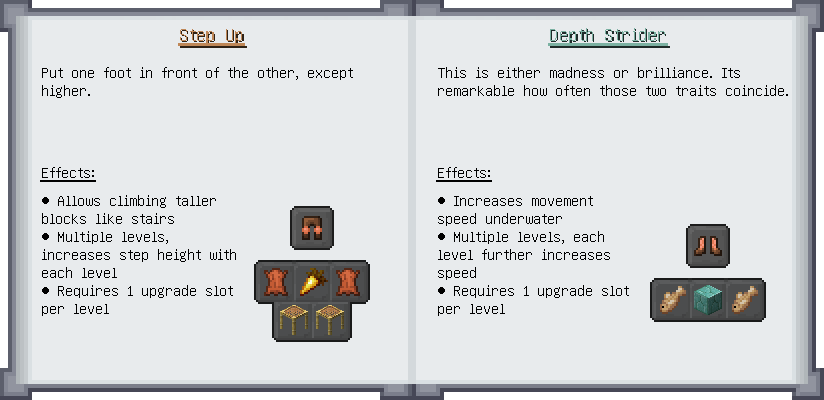 Step Up
Put one foot in front of the other, except
higher.
Effects:
• Allows climbing taller
blocks like stairs
• Multiple levels,
increases step height with
each level
• Requires 1 upgrade slot
per level
Depth Strider
This is either madness or brilliance. Its
remarkable how often those two traits coincide.
Effects:
• Increases movement
speed underwater
• Multiple levels, each
level further increases
speed
• Requires 1 upgrade slot
per level